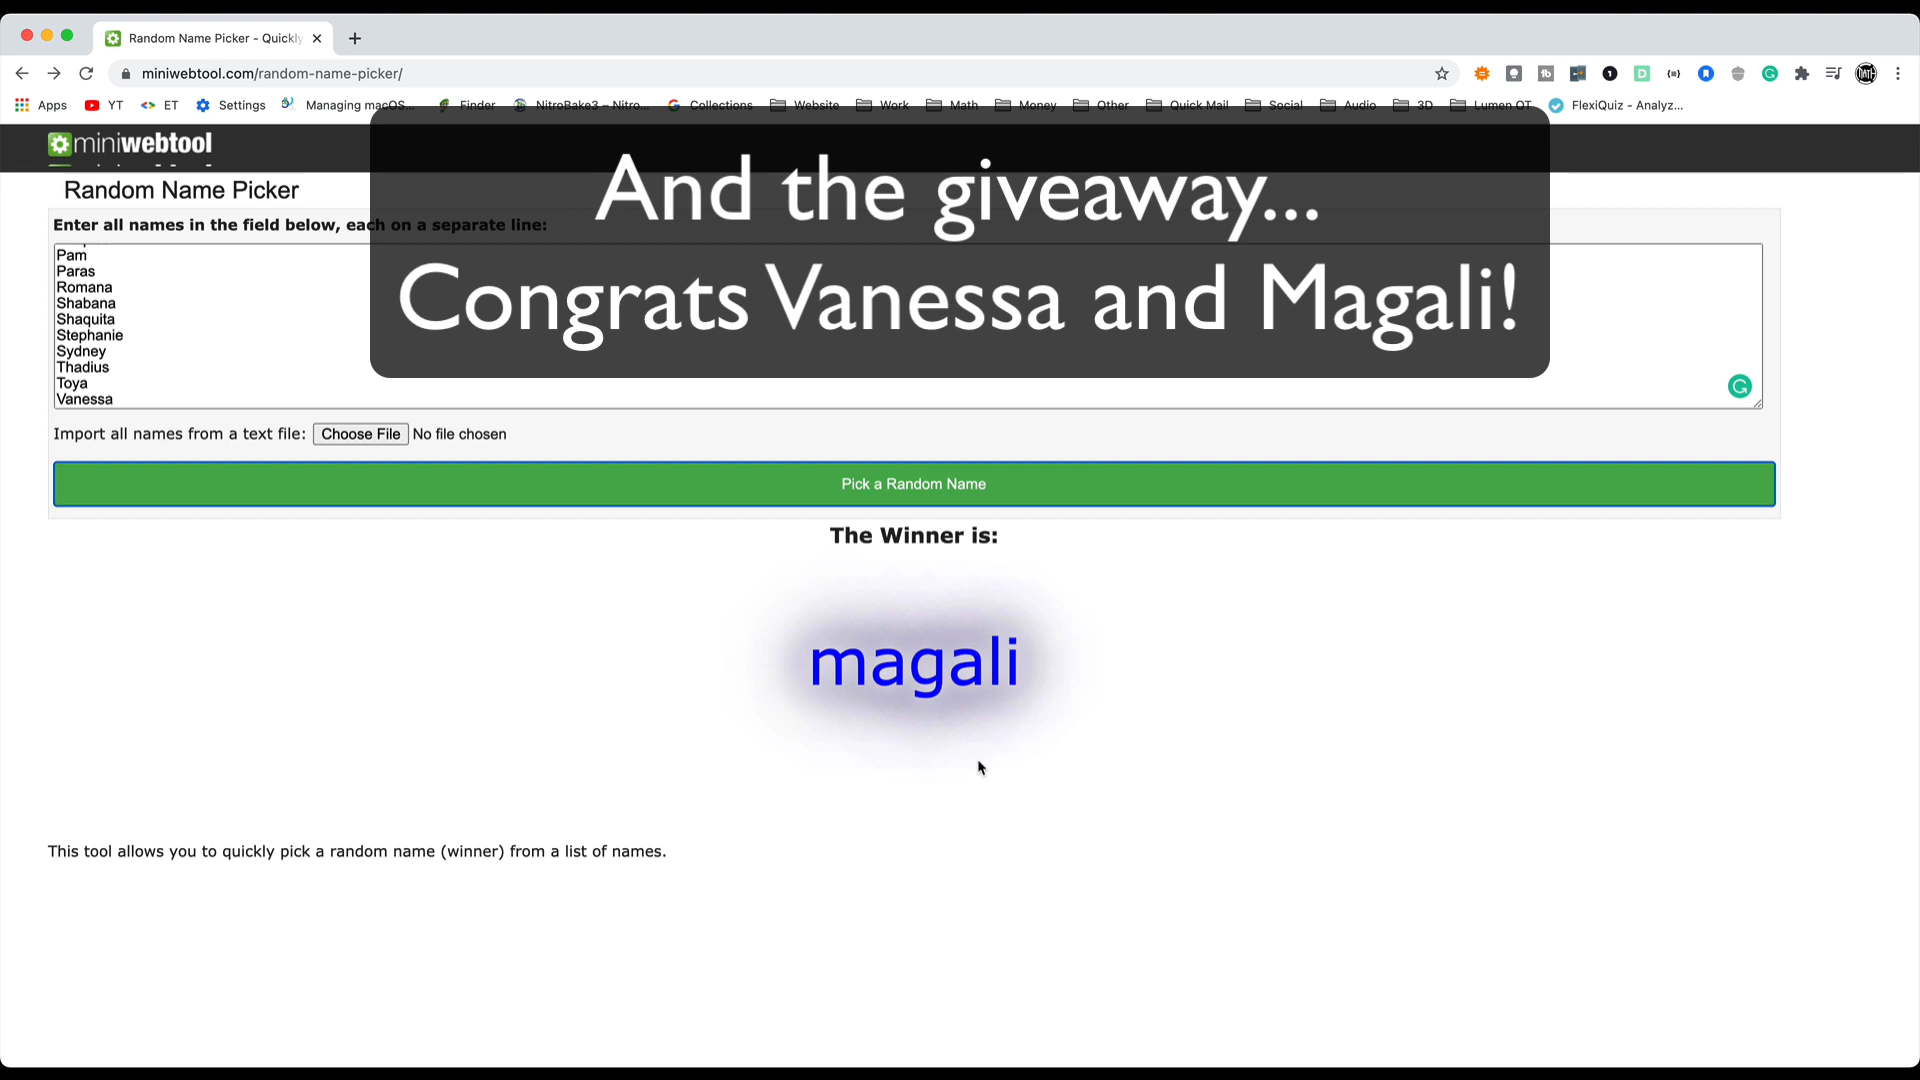 Random Name Picker - Quickly
miniwebtool.com/random-name-picker/
Apps YT ET Settings Managing macOS... Finder NitroBake3 – Nitro... Collections Website Work Math Money Other Quick Mail Social Audio 3D Lumen OT FlexiQuiz - Analyz...
miniwebtool
And the giveaway...
Congrats Vanessa and Magali!
Random Name Picker
Enter all names in the field below, each on a separate line:
Pam
Paras
Romana
Shabana
Shaquita
Stephanie
Sydney
Thadius
Toya
Vanessa
Import all names from a text file: Choose File No file chosen
Pick a Random Name
The Winner is:
magali
This tool allows you to quickly pick a random name (winner) from a list of names.